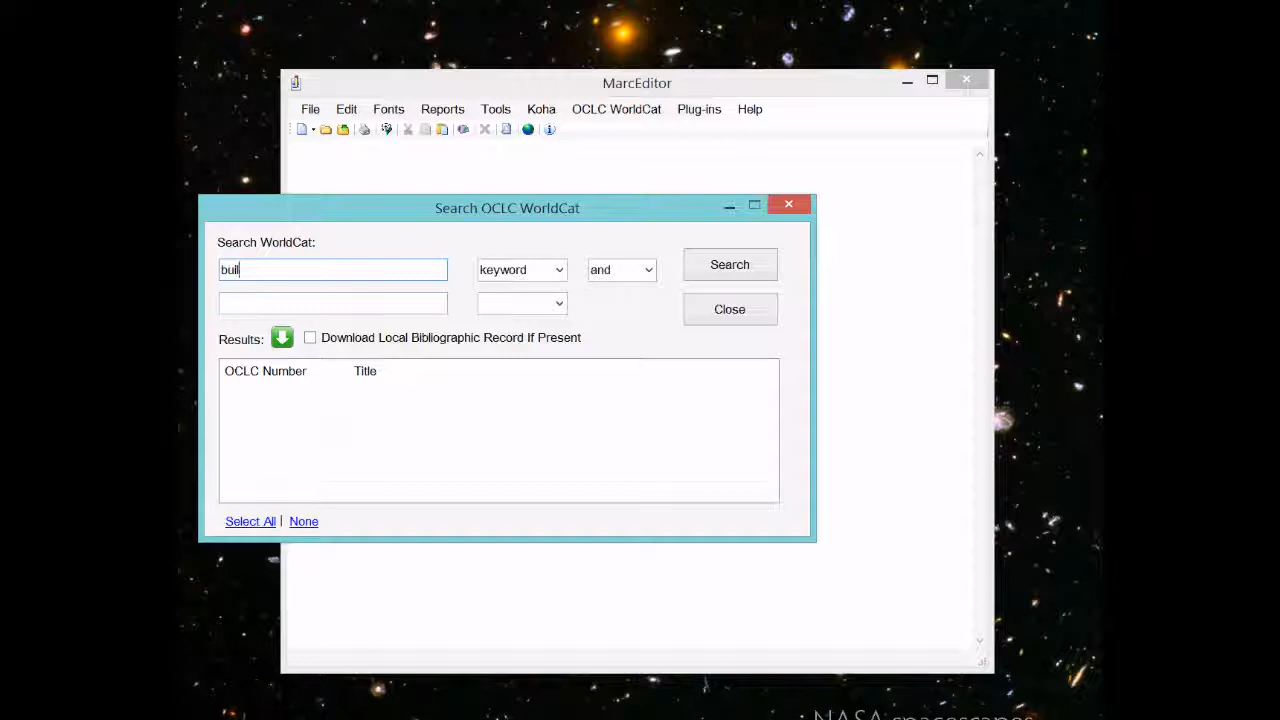 MarcEditor
File Edit Fonts Reports Tools Koha OCLC WorldCat Plug-ins Help
Search OCLC WorldCat
Search WorldCat:
buil keyword and Search
Close
Results: Download Local Bibliographic Record If Present
OCLC Number Title
Select All | None
NASA spacescapes